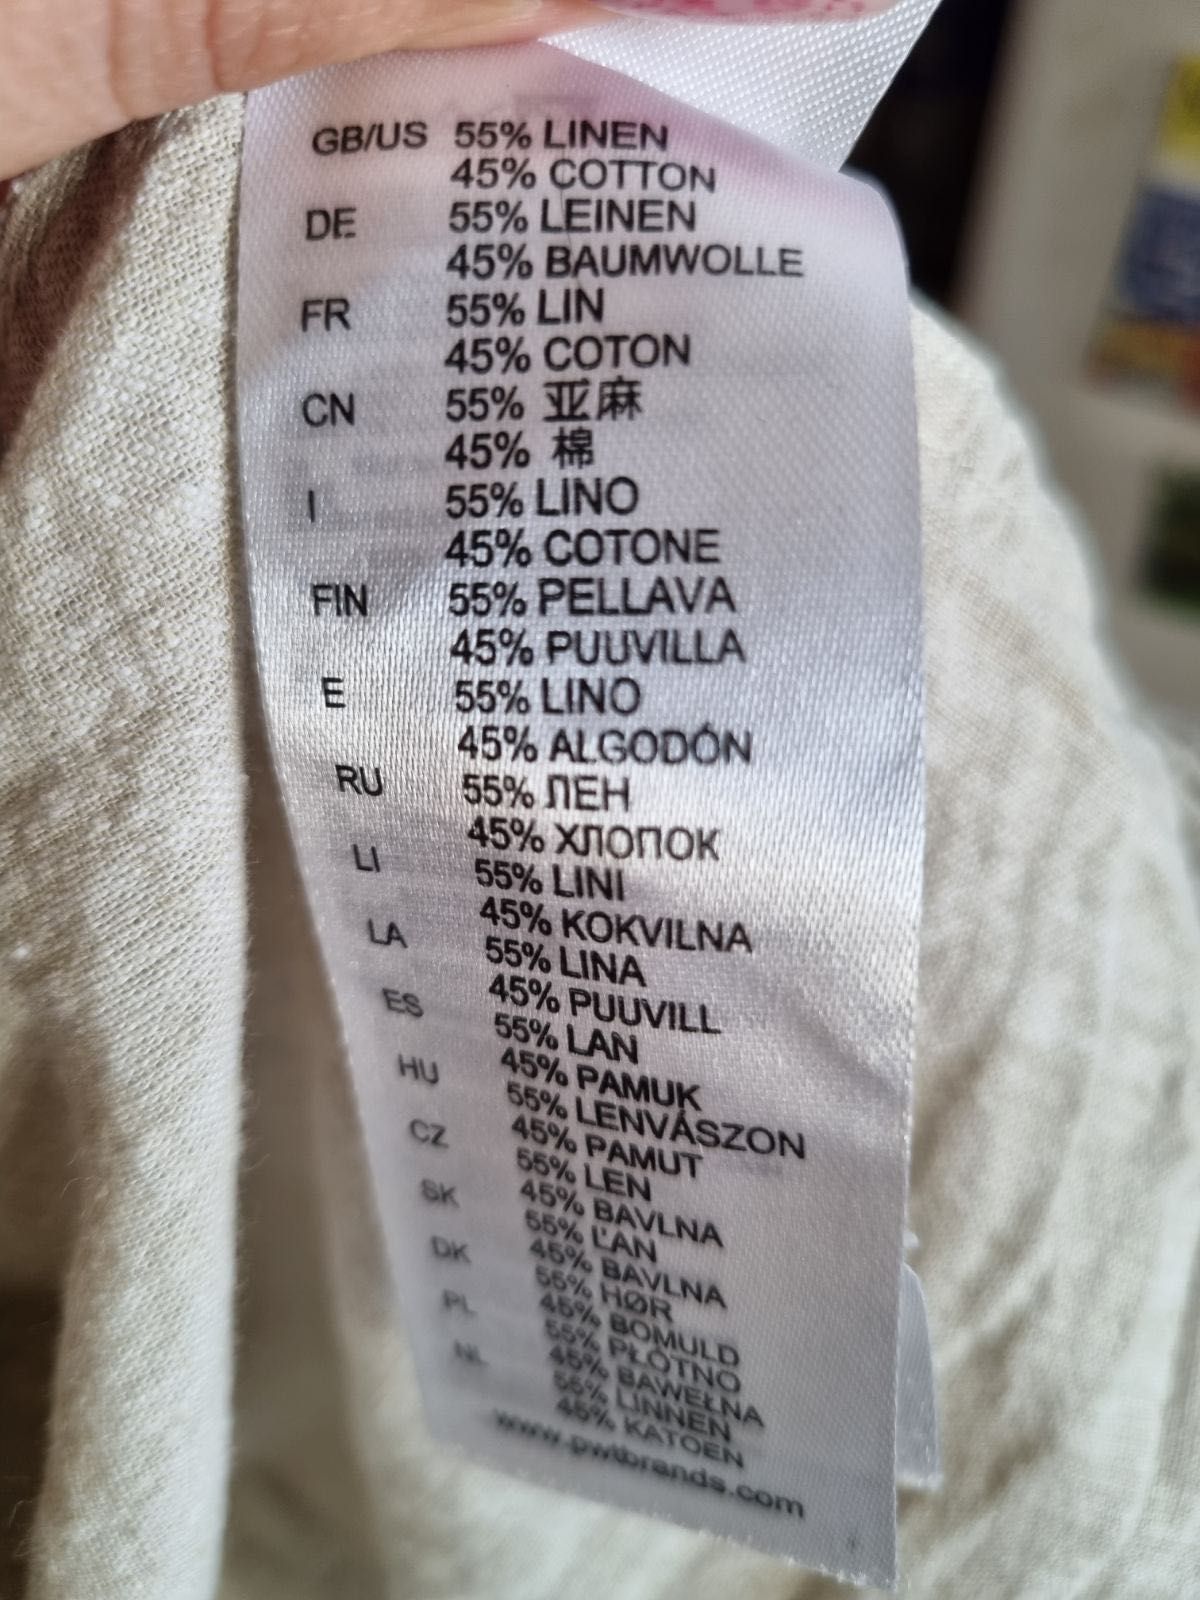 GB/US 55% LINEN
45% COTTON
DE 55% LEINEN
45% BAUMWOLLE
FR 55% LIN
45% COTON
CN 55% 亚麻
45% 棉
I 55% LINO
45% COTONE
FIN 55% PELLAVA
45% PUUVILLA
E 55% LINO
45% ALGODÓN
RU 55% ЛЕН
45% ХЛОПОК
LI 55% LINI
45% KOKVILNA
LA 55% LINA
45% PUUVILL
ES 55% LAN
45% PAMUK
HU 55% LENVÁSZON
45% PAMUT
CZ 55% LEN
45% BAVLNA
SK 55% ĽAN
45% BAVLNA
DK 55% HØR
45% BOMULD
PL 55% PŁÓTNO
45% BAWEŁNA
NL 55% LINNEN
45% KATOEN
www.pwtbrands.com